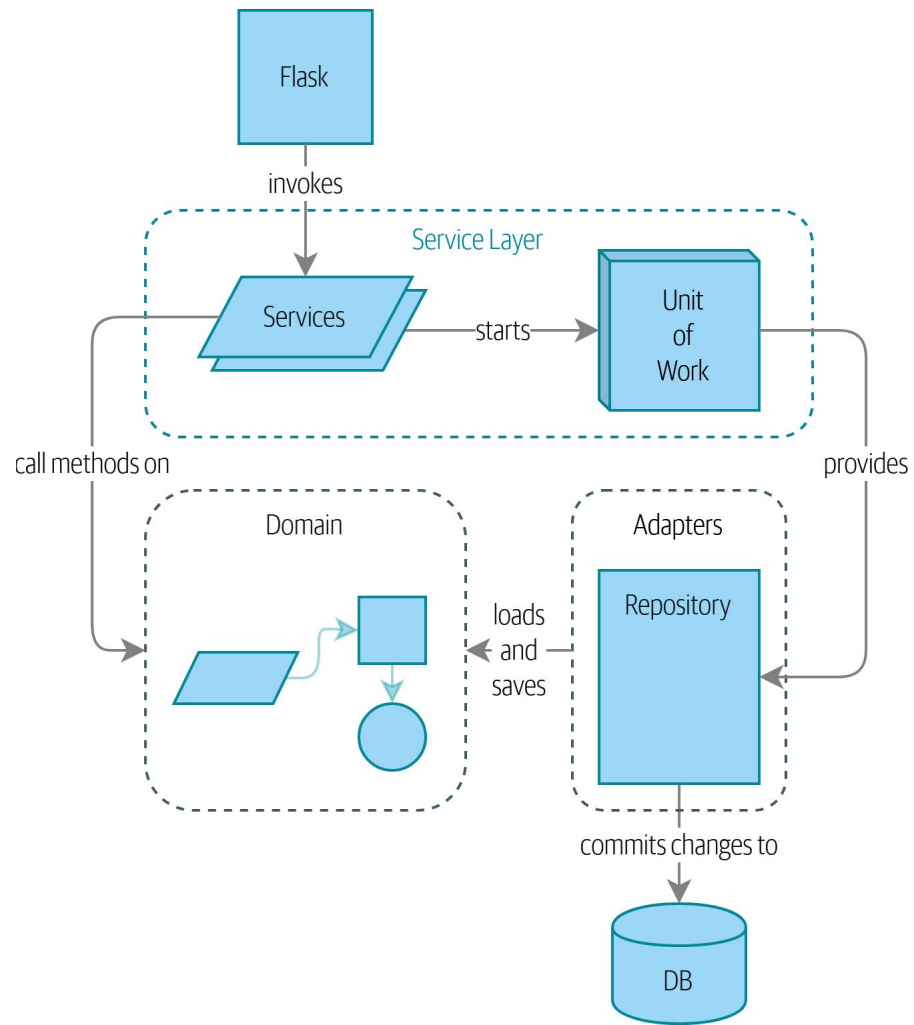 Flask
invokes
Service Layer
Services
starts
Unit
of
Work
call methods on
provides
Domain
Adapters
loads
and
saves
Repository
commits changes to
DB